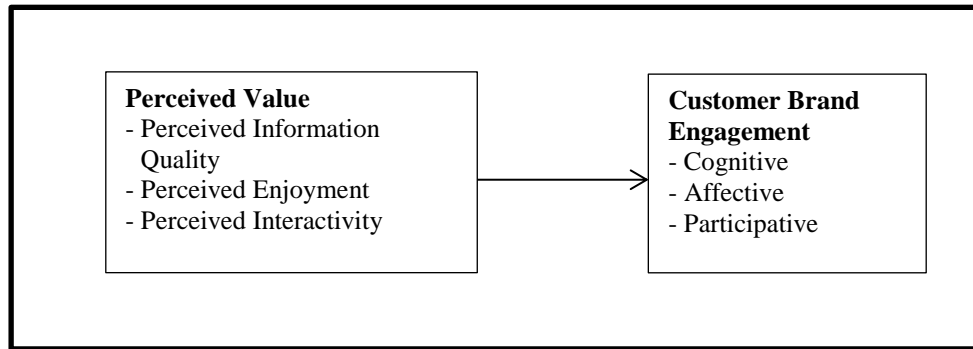 Perceived Value
- Perceived Information
Quality
- Perceived Enjoyment
- Perceived Interactivity
Customer Brand
Engagement
- Cognitive
- Affective
- Participative